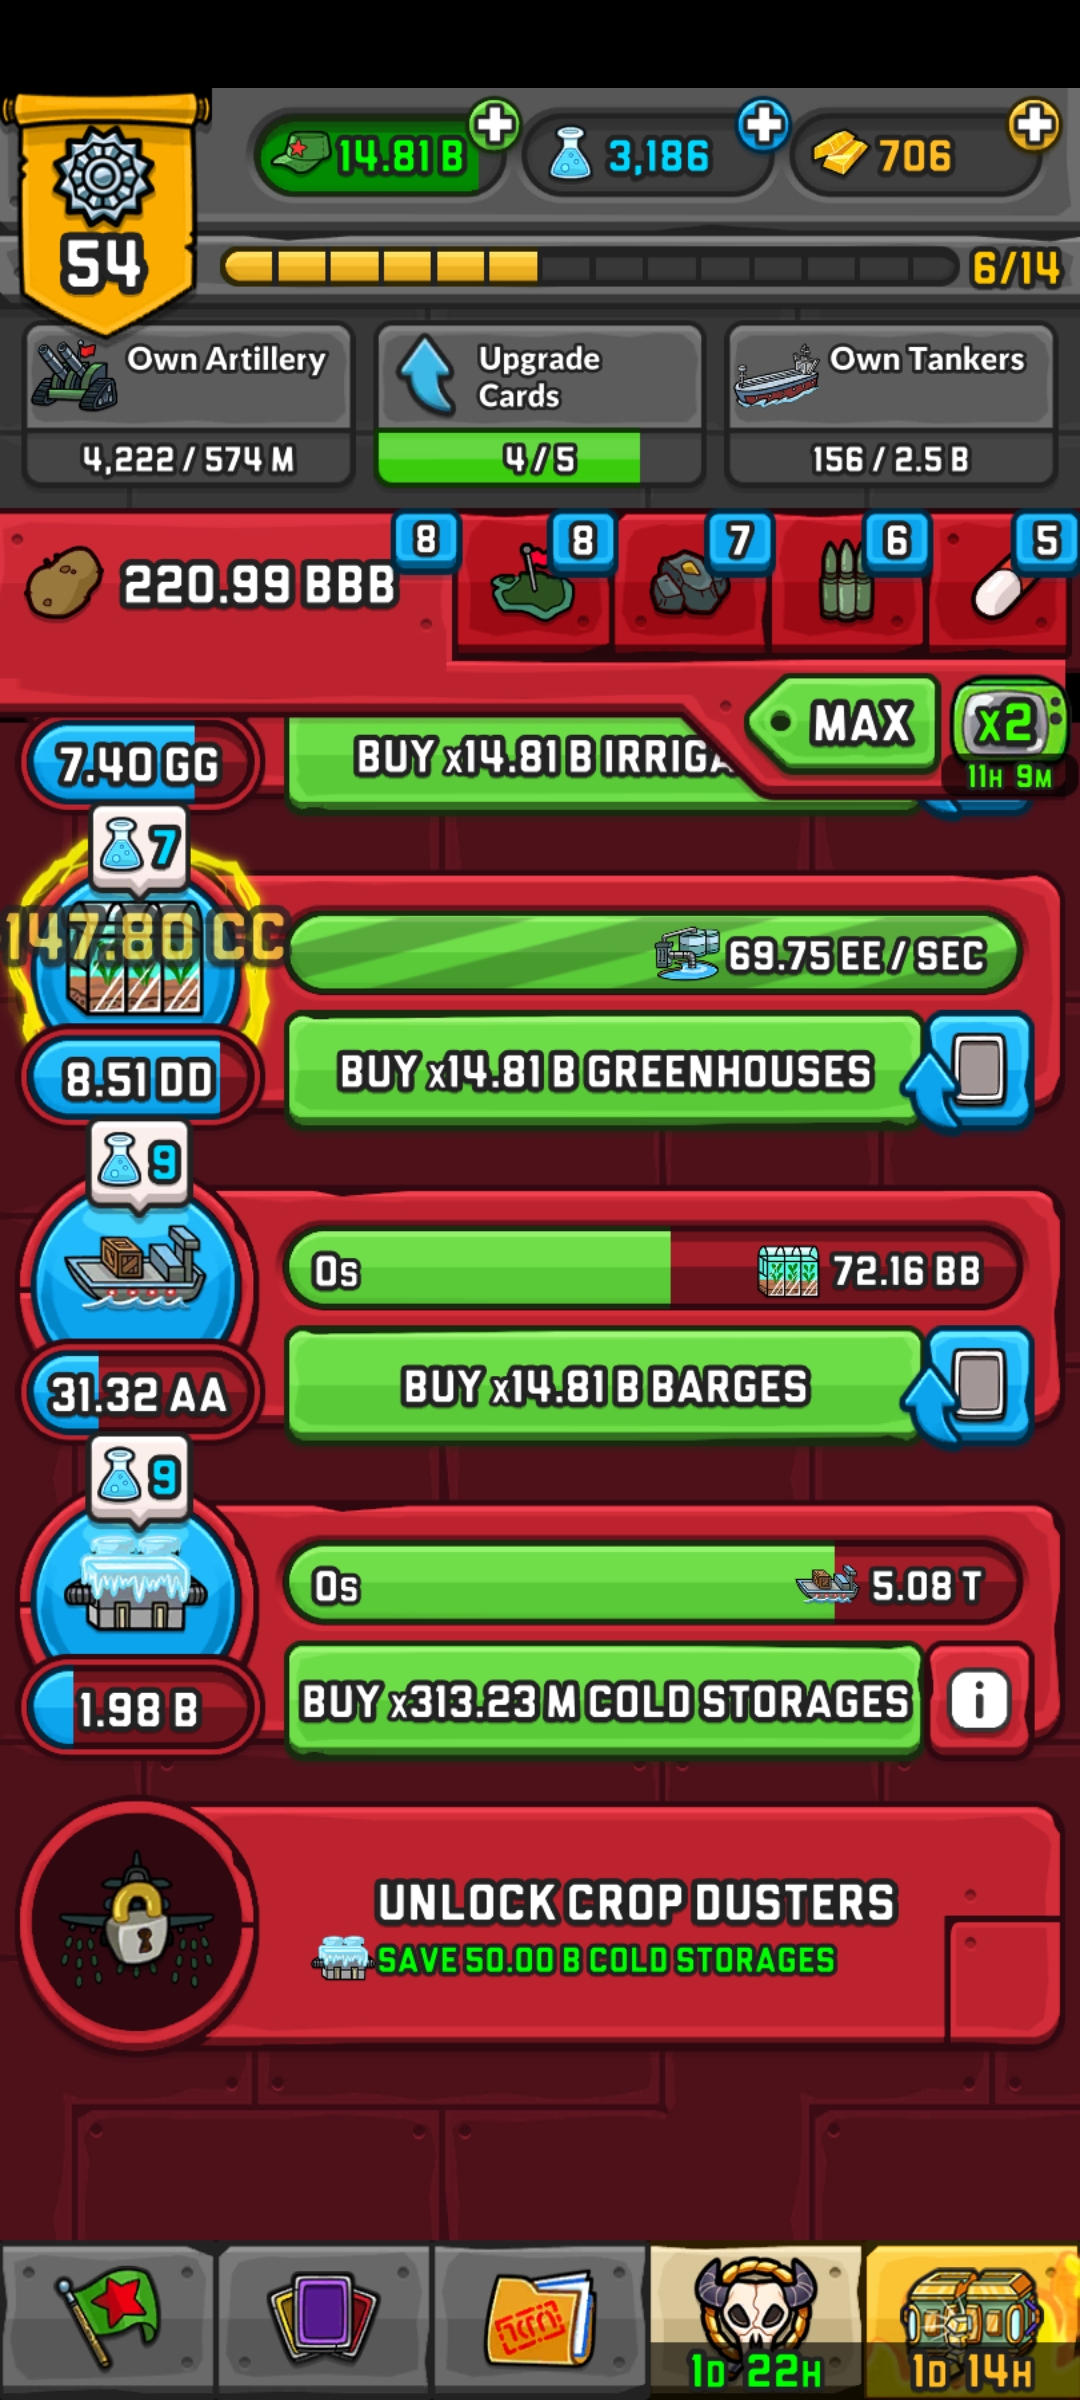 14.81 B
3,186
706
54
6/14
Own Artillery
4,222 / 574 M
Upgrade
Cards
4 / 5
Own Tankers
156 / 2.5 B
220.99 BBB
8
8
7
6
5
MAX
x2
11H 9M
7.40 GG
BUY x14.81 B IRRIGA
7
147.80 CC
69.75 EE / SEC
8.51 DD
BUY x14.81 B GREENHOUSES
9
0s
72.16 BB
31.32 AA
BUY x14.81 B BARGES
9
0s
5.08 T
1.98 B
BUY x313.23 M COLD STORAGES
i
UNLOCK CROP DUSTERS
SAVE 50.00 B COLD STORAGES
1D 22H
1D 14H